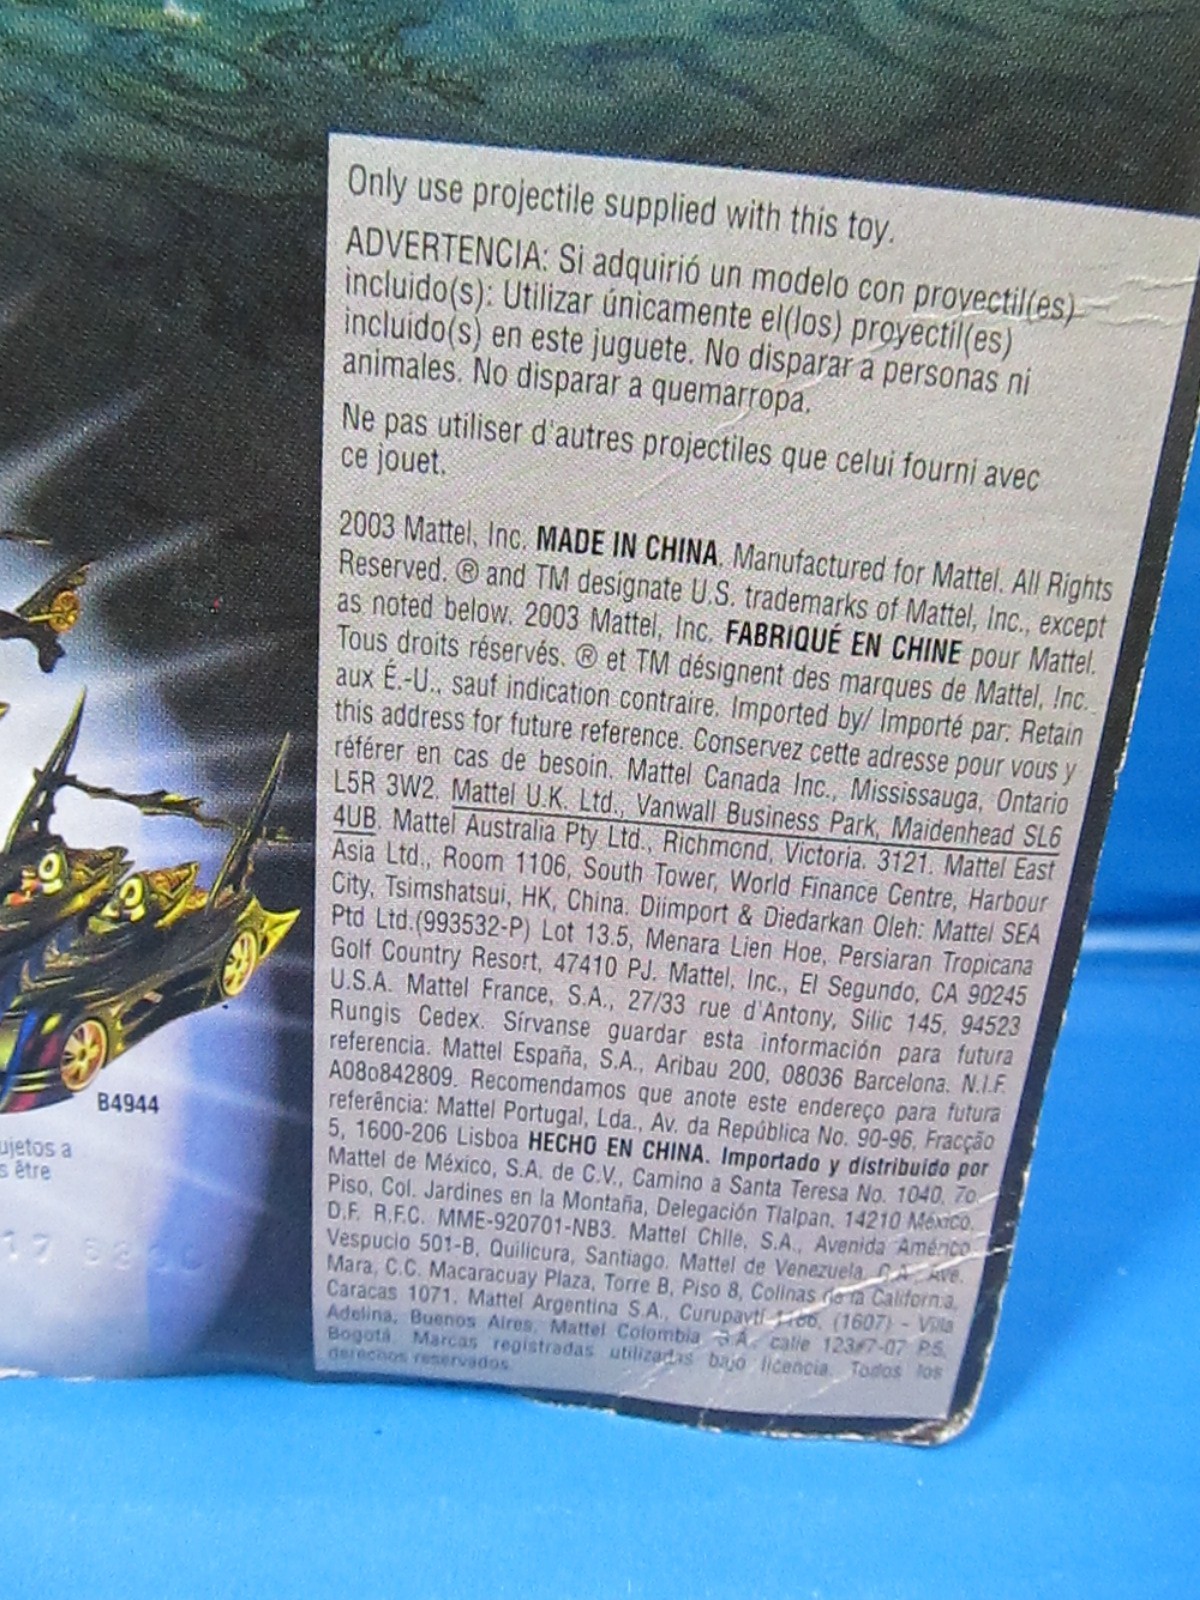 Only use projectile supplied with this toy.
ADVERTENCIA: Si adquirió un modelo con proyectil(es)
incluido(s): Utilizar únicamente el(los) proyectil(es)
incluido(s) en este juguete. No disparar a personas ni
animales. No disparar a quemarropa.
Ne pas utiliser d'autres projectiles que celui fourni avec
ce jouet.
2003 Mattel, Inc. MADE IN CHINA. Manufactured for Mattel. All Rights
Reserved. ® and TM designate U.S. trademarks of Mattel, Inc., except
as noted below. 2003 Mattel, Inc. FABRIQUÉ EN CHINE pour Mattel.
Tous droits réservés. ® et TM désignent des marques de Mattel, Inc.
aux É.-U., sauf indication contraire. Imported by/ Importé par: Retain
this address for future reference. Conservez cette adresse pour vous y
référer en cas de besoin. Mattel Canada Inc., Mississauga, Ontario
L5R 3W2. Mattel U.K. Ltd., Vanwall Business Park, Maidenhead SL6
4UB. Mattel Australia Pty Ltd., Richmond, Victoria. 3121. Mattel East
Asia Ltd., Room 1106, South Tower, World Finance Centre, Harbour
City, Tsimshatsui, HK, China. Diimport & Diedarkan Oleh: Mattel SEA
Ptd Ltd.(993532-P) Lot 13.5, Menara Lien Hoe, Persiaran Tropicana
Golf Country Resort, 47410 PJ. Mattel, Inc., El Segundo, CA 90245
U.S.A. Mattel France, S.A., 27/33 rue d'Antony, Silic 145, 94523
Rungis Cedex. Sírvanse guardar esta información para futura
referencia. Mattel España, S.A., Aribau 200, 08036 Barcelona. N.I.F.
A08o842809. Recomendamos que anote este endereço para futura
referência: Mattel Portugal, Lda., Av. da República No. 90-96, Fracção
5, 1600-206 Lisboa HECHO EN CHINA. Importado y distribuido por
Mattel de México, S.A. de C.V., Camino a Santa Teresa No. 1040, 7o.
Piso, Col. Jardines en la Montaña, Delegación Tlalpan, 14210 México,
D.F. R.F.C. MME-920701-NB3. Mattel Chile, S.A., Avenida Américo
Vespucio 501-B, Quilicura, Santiago. Mattel de Venezuela, C.A., Ave.
Mara, C.C. Macaracuay Plaza, Torre B, Piso 8, Colinas de la California,
Caracas 1071. Mattel Argentina S.A., Curupaytí 1186, (1607) - Villa
Adelina, Buenos Aires, Mattel Colombia, S.A., calle 123#7-07 P.5,
Bogotá. Marcas registradas utilizadas bajo licencia. Todos los
derechos reservados.
B4944
ujetos a
s être